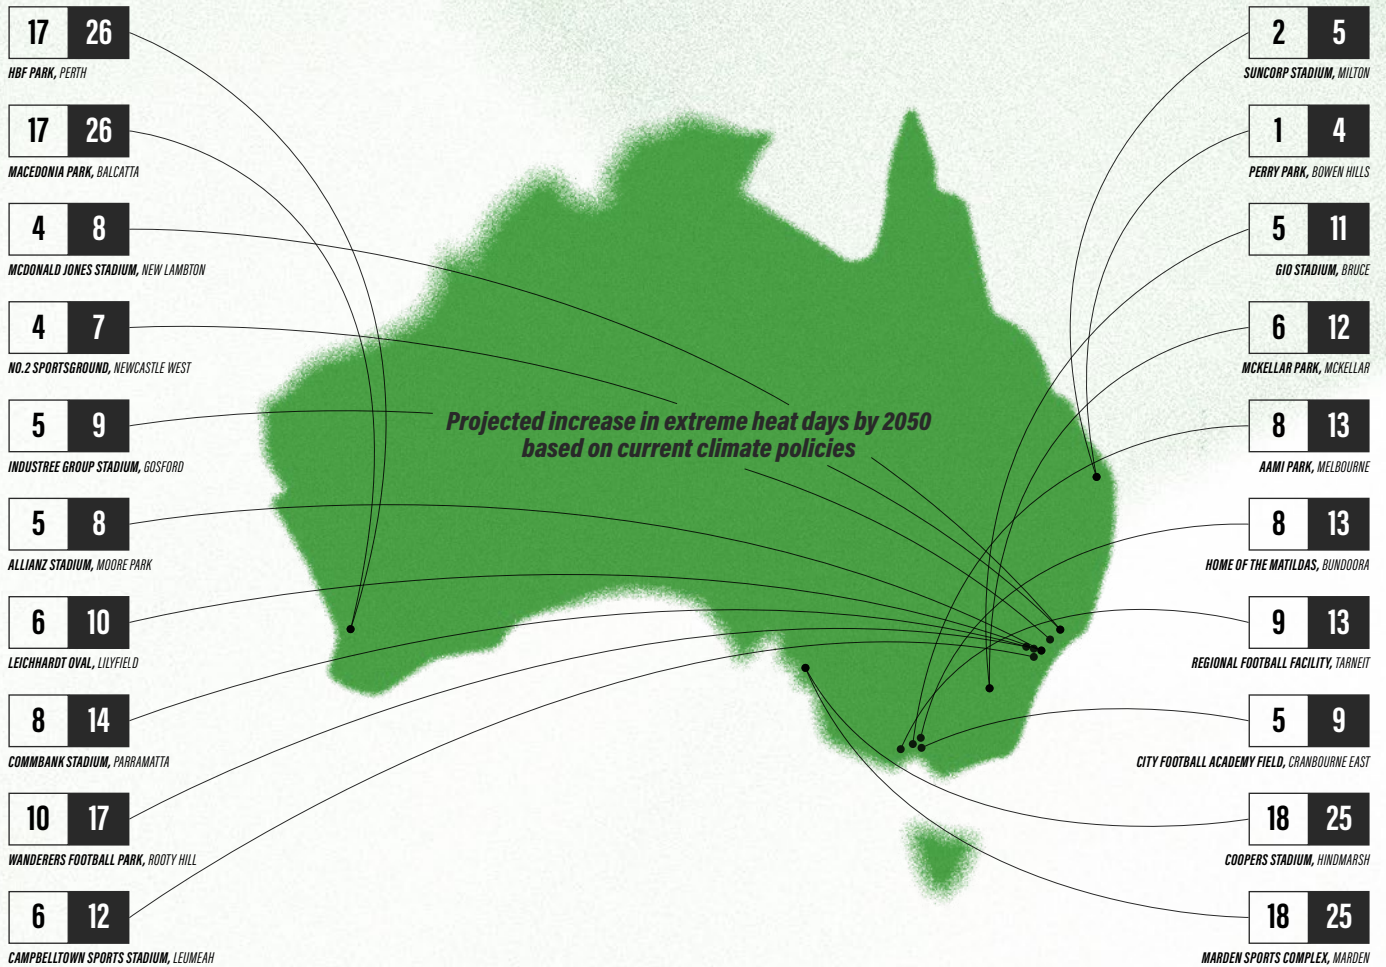 17 26
HBF PARK, PERTH
17 26
MACEDONIA PARK, BALCATTA
4 8
MCDONALD JONES STADIUM, NEW LAMBTON
4 7
NO.2 SPORTSGROUND, NEWCASTLE WEST
5 9
INDUSTREE GROUP STADIUM, GOSFORD
5 8
ALLIANZ STADIUM, MOORE PARK
6 10
LEICHHARDT OVAL, LILYFIELD
8 14
COMMBANK STADIUM, PARRAMATTA
10 17
WANDERERS FOOTBALL PARK, ROOTY HILL
6 12
CAMPBELLTOWN SPORTS STADIUM, LEUMEAH
Projected increase in extreme heat days by 2050
based on current climate policies
2 5
SUNCORP STADIUM, MILTON
1 4
PERRY PARK, BOWEN HILLS
5 11
GIO STADIUM, BRUCE
6 12
MCKELLAR PARK, MCKELLAR
8 13
AAMI PARK, MELBOURNE
8 13
HOME OF THE MATILDAS, BUNDOORA
9 13
REGIONAL FOOTBALL FACILITY, TARNEIT
5 9
CITY FOOTBALL ACADEMY FIELD, CRANBOURNE EAST
18 25
COOPERS STADIUM, HINDMARSH
18 25
MARDEN SPORTS COMPLEX, MARDEN